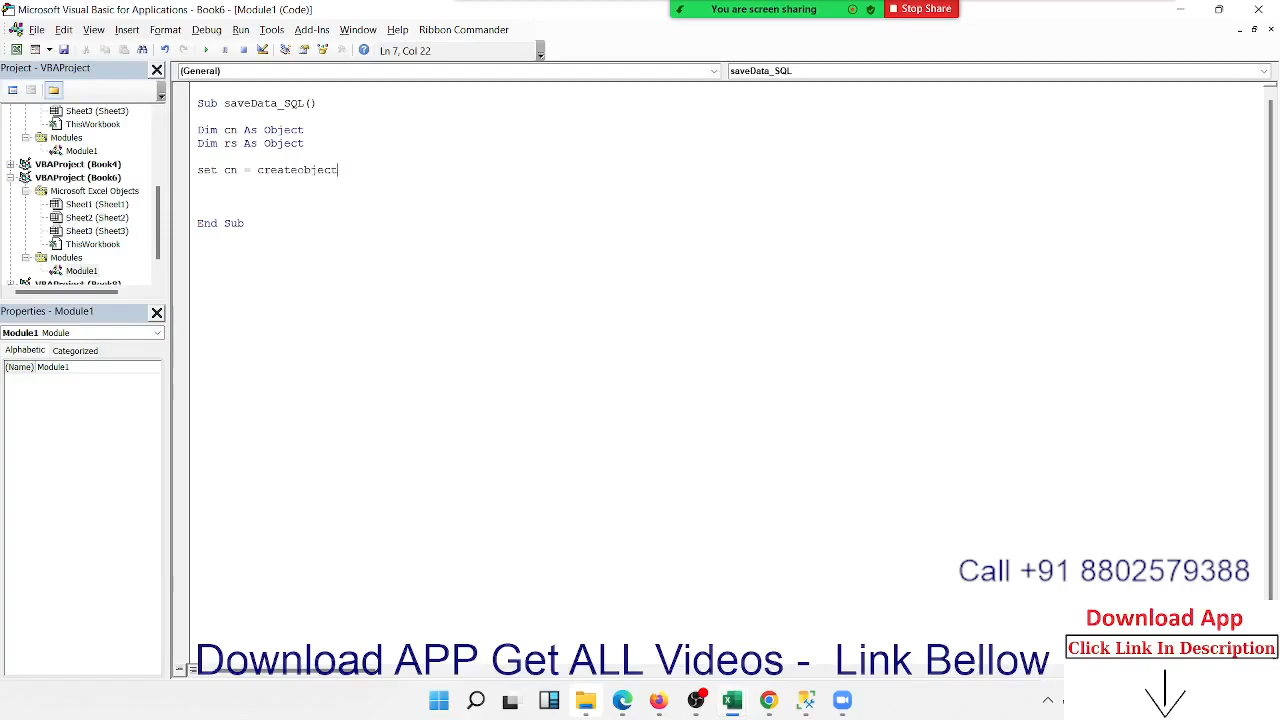 Microsoft Visual Basic for Applications - Book6 - [Module1 (Code)]
You are screen sharing
Stop Share
File Edit View Insert Format Debug Run Tools Add-Ins Window Help Ribbon Commander
Ln 7, Col 22
Project - VBAProject
(General)
saveData_SQL
Sheet3 (Sheet3)
ThisWorkbook
Modules
Module1
VBAProject (Book4)
VBAProject (Book6)
Microsoft Excel Objects
Sheet1 (Sheet1)
Sheet2 (Sheet2)
Sheet3 (Sheet3)
ThisWorkbook
Modules
Module1
VBAProject (Book8)
Properties - Module1
Module1 Module
Alphabetic Categorized
(Name) Module1
Sub saveData_SQL()
Dim cn As Object
Dim rs As Object
set cn = createobject
End Sub
Call +91 8802579388
Download App
Click Link In Description
Download APP Get ALL Videos - Link Bellow